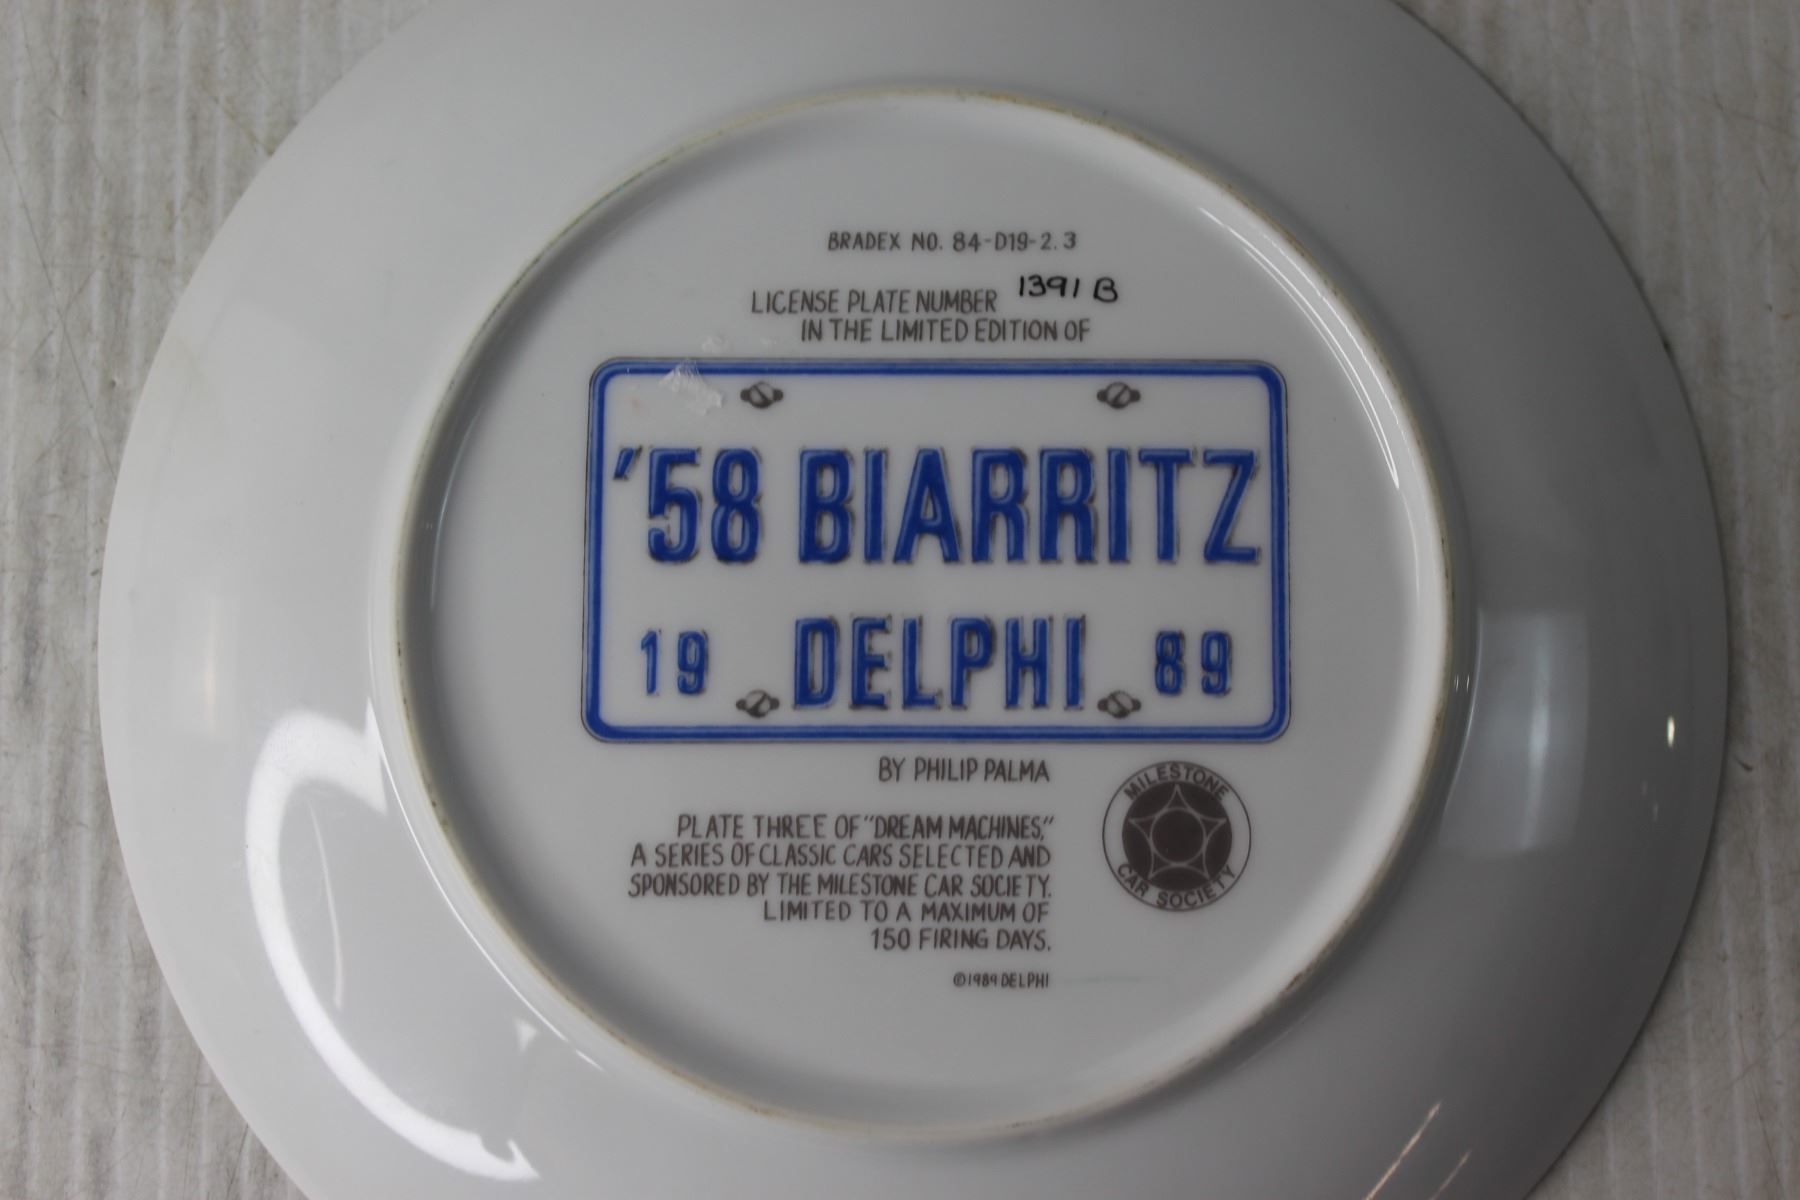 BRADEX NO. 84-D19-2.3
LICENSE PLATE NUMBER 1391 B
IN THE LIMITED EDITION OF
'58 BIARRITZ
19 DELPHI 89
BY PHILIP PALMA
PLATE THREE OF "DREAM MACHINES,"
A SERIES OF CLASSIC CARS SELECTED AND
SPONSORED BY THE MILESTONE CAR SOCIETY.
LIMITED TO A MAXIMUM OF
150 FIRING DAYS.
©1989 DELPHI
MILESTONE
CAR SOCIETY